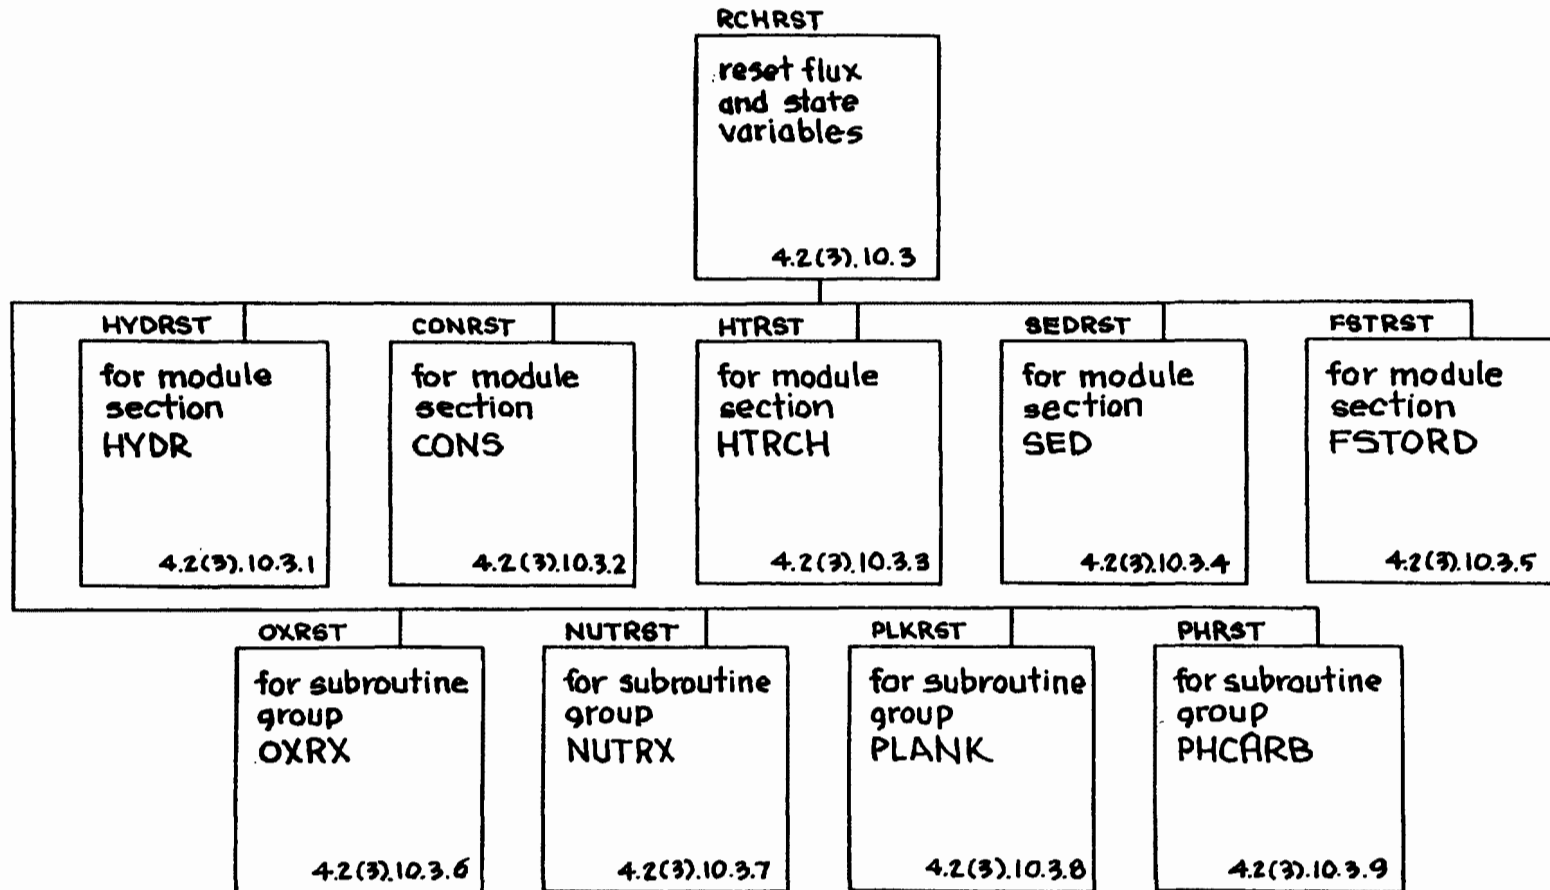 RCHRST
reset flux
and state
variables
4.2(3).10.3
HYDRST
for module
section
HYDR
4.2(3).10.3.1
CONRST
for module
section
CONS
4.2(3).10.3.2
HTRST
for module
section
HTRCH
4.2(3).10.3.3
SEDRST
for module
section
SED
4.2(3).10.3.4
FSTRST
for module
section
FSTORD
4.2(3).10.3.5
OXRST
for subroutine
group
OXRX
4.2(3).10.3.6
NUTRST
for subroutine
group
NUTRX
4.2(3).10.3.7
PLKRST
for subroutine
group
PLANK
4.2(3).10.3.8
PHRST
for subroutine
group
PHCARB
4.2(3).10.3.9